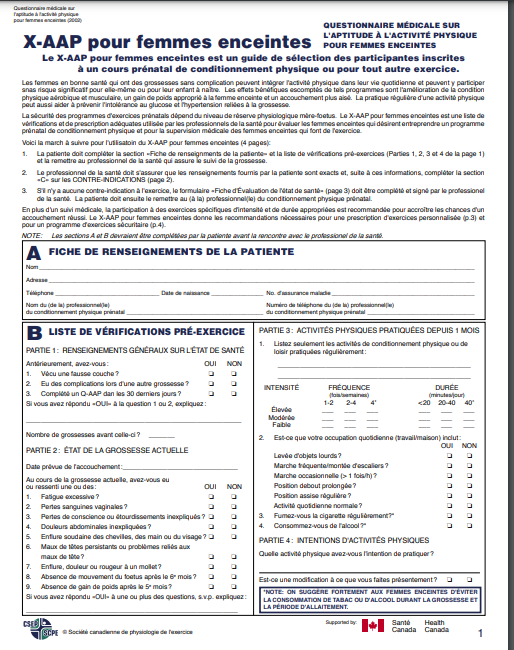 Questionnaire médical sur
l'aptitude à l'activité physique
pour femmes enceintes (2002)
QUESTIONNAIRE MÉDICALE SUR
L'APTITUDE À L'ACTIVITÉ PHYSIQUE
X-AAP pour femmes enceintes POUR FEMMES ENCEINTES
Le X-AAP pour femmes enceintes est un guide de sélection des participantes inscrites
à un cours prénatal de conditionnement physique ou pour tout autre exercice.
Les femmes en bonne santé qui ont des grossesses sans complication peuvent intégrer l'activité physique dans leur vie quotidienne et peuvent y participer
sans risque significatif pour elle-même ou pour leur enfant à naître. Les effets bénéfiques escomptés de tels programmes sont l'amélioration de la condition
physique aérobique et musculaire, un gain de poids approprié à la femme enceinte et un accouchement plus aisé. La pratique régulière d'une activité physique
peut aussi aider à prévenir l'intolérance au glucose et l'hypertension reliées à la grossesse.
La sécurité des programmes d'exercices prénatals dépend du niveau de réserve physiologique mère-foetus. Le X-AAP pour femmes enceintes est une liste de
vérifications et de prescription adéquates utilisée par les professionnels de la santé pour évaluer les femmes enceintes qui désirent entreprendre un programme
prénatal de conditionnement physique et pour la supervision médicale des femmes enceintes qui font de l'exercice.
Voici la march à suivre pour l'utilisaton du X-AAP pour femmes enceintes (4 pages):
1. La patiente doit compléter la section «Fiche de renseignements de la patiente» et la liste de vérifications pré-exercices (Parties 1, 2, 3 et 4 de la page 1)
et la remettre au professionnel de la santé qui assure le suivi de la grossesse.
2. Le professionnel de la santé doit s'assurer que les renseignements fournis par la patiente sont exacts et, suite à ces informations, compléter la section
«C» sur les CONTRE-INDICATIONS (page 2).
3. S'il n'y a aucune contre-indication à l'exercice, le formulaire «Fiche d'Évaluation de l'état de santé» (page 3) doit être complété et signé par le professionnel
de la santé. La patiente doit ensuite le remettre au (à la) professionnel(le) du conditionnement physique prénatal.
En plus d'un suivi médical, la participation à des exercices spécifiques d'intensité et de durée appropriés est recommandée pour accroître les chances d'un
accouchement réussi. Le X-AAP pour femmes enceintes donne les recommandations nécessaires pour une prescription d'exercices personnalisée (p.3) et
pour un programme d'exercices sécuritaire (p.4).
NOTE: Les sections A et B devraient être complétées par la patiente avant la rencontre avec le professionel de la santé.
A FICHE DE RENSEIGNEMENTS DE LA PATIENTE
Nom
Adresse
Téléphone Date de naissance No. d'assurance maladie
Nom du (de la) professionnel(le) Numéro de téléphone du (de la) professionnel(le)
du conditionnement physique prénatal du conditionnement physique prénatal
B LISTE DE VÉRIFICATIONS PRÉ-EXERCICE
PARTIE 1: RENSEIGNEMENTS GÉNÉRAUX SUR L'ÉTAT DE SANTÉ
Antérieurement, avez-vous: OUI NON
1. Vécu une fausse couche?
2. Eu des complications lors d'une autre grossesse?
3. Complété un Q-AAP dan les 30 derniers jours?
Si vous avez répondu «OUI» à la question 1 ou 2, expliquez:
Nombre de grossesses avant celle-ci?
PARTIE 2: ÉTAT DE LA GROSSESSE ACTUELLE
Date prévue de l'accouchement:
Au cours de la grossesse actuelle, avez-vous eu
ou ressenti une ou des: OUI NON
1. Fatigue excessive?
2. Pertes sanguines vaginales?
3. Pertes de conscience ou étourdissements inexpliqués?
4. Douleurs abdominales inexpliquées?
5. Enflure soudaine des chevilles, des main ou du visage?
6. Maux de têtes persistants ou problèmes reliés aux
maux de tête?
7. Enflure, douleur ou rougeur à un mollet?
8. Absence de mouvement du foetus après le 6e mois?
9. Absence de gain de poids après le 5e mois?
Si vous avez répondu «OUI» à une ou plus des questions, s.v.p. expliquez:
PARTIE 3: ACTIVITÉS PHYSIQUES PRATIQUÉES DEPUIS 1 MOIS
1. Listez seulement les activités de conditionnement physique ou de
loisir pratiquées régulièrement:
INTENSITÉ FRÉQUENCE DURÉE
(fois/semaines) (minutes/jour)
1-2 2-4 4+ <20 20-40 40+
Élevée
Modérée
Faible
2. Est-ce que votre occupation quotidienne (travail/maison) inclut:
OUI NON
Levée d'objets lourds?
Marche fréquente/montée d'escaliers?
Marche occasionnelle (> 1 fois/h)?
Position debout prolongée?
Position assise régulière?
Activité quotidienne normale?
3. Fumez-vous la cigarette régulièrement?*
4. Consommez-vous de l'alcool?*
PARTIE 4: INTENTIONS D'ACTIVITÉS PHYSIQUES
Quelle activité physique avez-vous l'intention de pratiquer?
Est-ce une modification à ce que vous faites présentement?
*NOTE: ON SUGGÈRE FORTEMENT AUX FEMMES ENCEINTES D'ÉVITER
LA CONSOMMATION DE TABAC OU D'ALCOOL DURANT LA GROSSESSE ET
LA PÉRIODE D'ALLAITEMENT.
CSEP
SCPE
© Société canadienne de physiologie de l'exercice
Supported by: Santé Health
Canada Canada
1